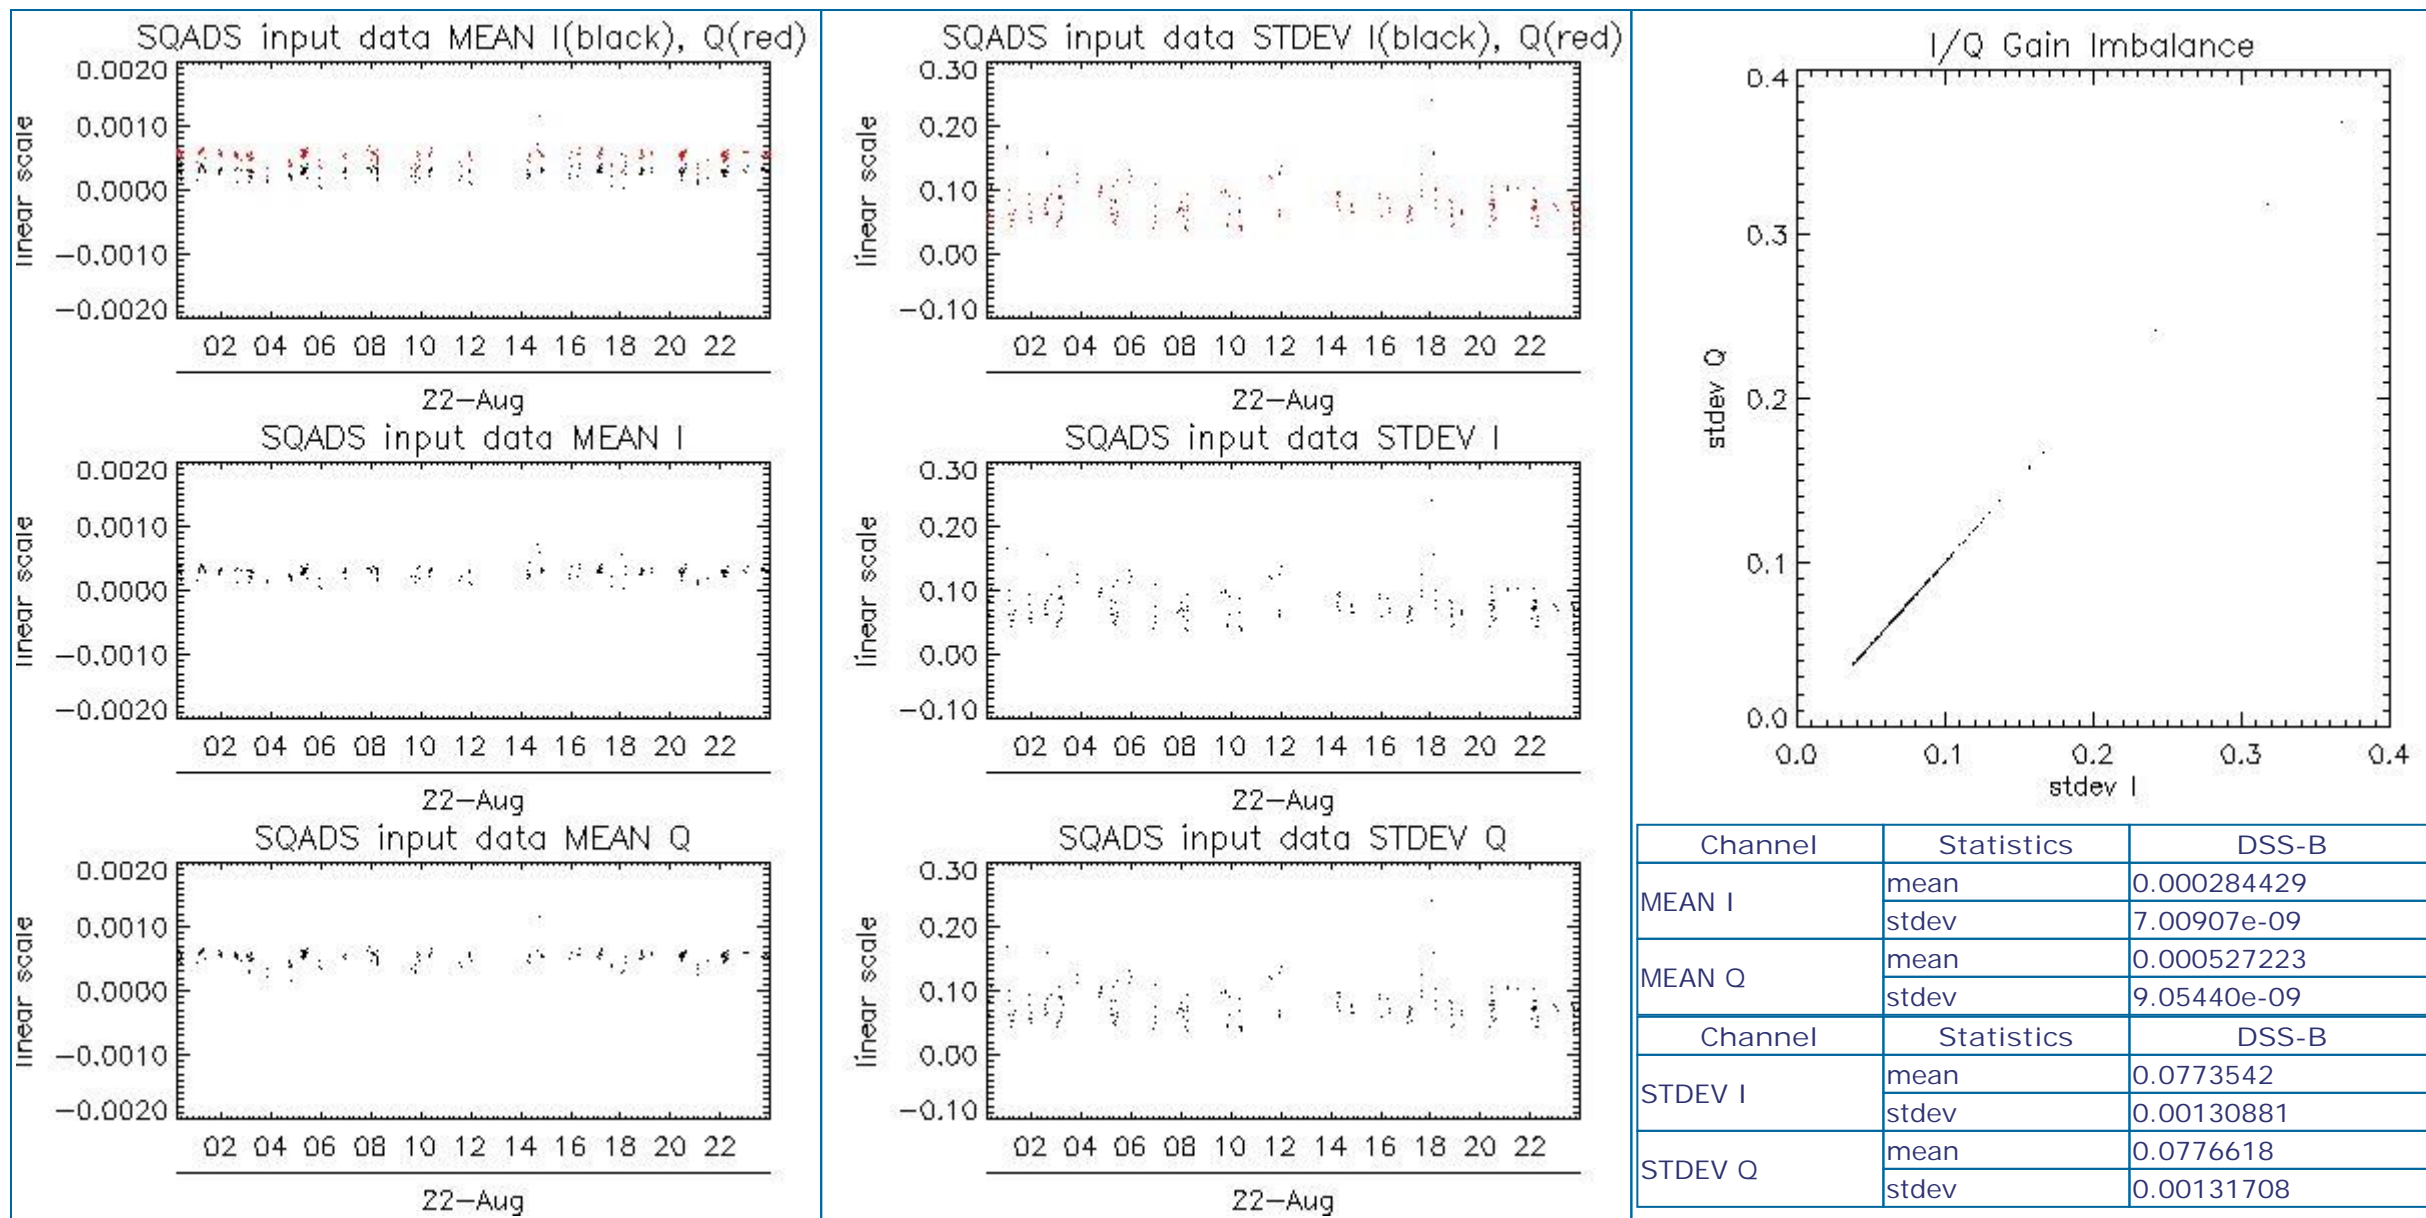 SQADS input data MEAN I(black), Q(red)
0.0020
0.0010
0.0000
−0.0010
−0.0020
linear scale
02 04 06 08 10 12 14 16 18 20 22
22−Aug
SQADS input data MEAN I
0.0020
0.0010
0.0000
−0.0010
−0.0020
linear scale
02 04 06 08 10 12 14 16 18 20 22
22−Aug
SQADS input data MEAN Q
0.0020
0.0010
0.0000
−0.0010
−0.0020
linear scale
02 04 06 08 10 12 14 16 18 20 22
22−Aug
SQADS input data STDEV I(black), Q(red)
0.30
0.20
0.10
0.00
−0.10
linear scale
02 04 06 08 10 12 14 16 18 20 22
22−Aug
SQADS input data STDEV I
0.30
0.20
0.10
0.00
−0.10
linear scale
02 04 06 08 10 12 14 16 18 20 22
22−Aug
SQADS input data STDEV Q
0.30
0.20
0.10
0.00
−0.10
linear scale
02 04 06 08 10 12 14 16 18 20 22
22−Aug
I/Q Gain Imbalance
0.4
0.3
0.2
0.1
0.0
stdev Q
0.0 0.1 0.2 0.3 0.4
stdev I
Channel Statistics DSS-B
MEAN I mean 0.000284429
stdev 7.00907e-09
MEAN Q mean 0.000527223
stdev 9.05440e-09
Channel Statistics DSS-B
STDEV I mean 0.0773542
stdev 0.00130881
STDEV Q mean 0.0776618
stdev 0.00131708